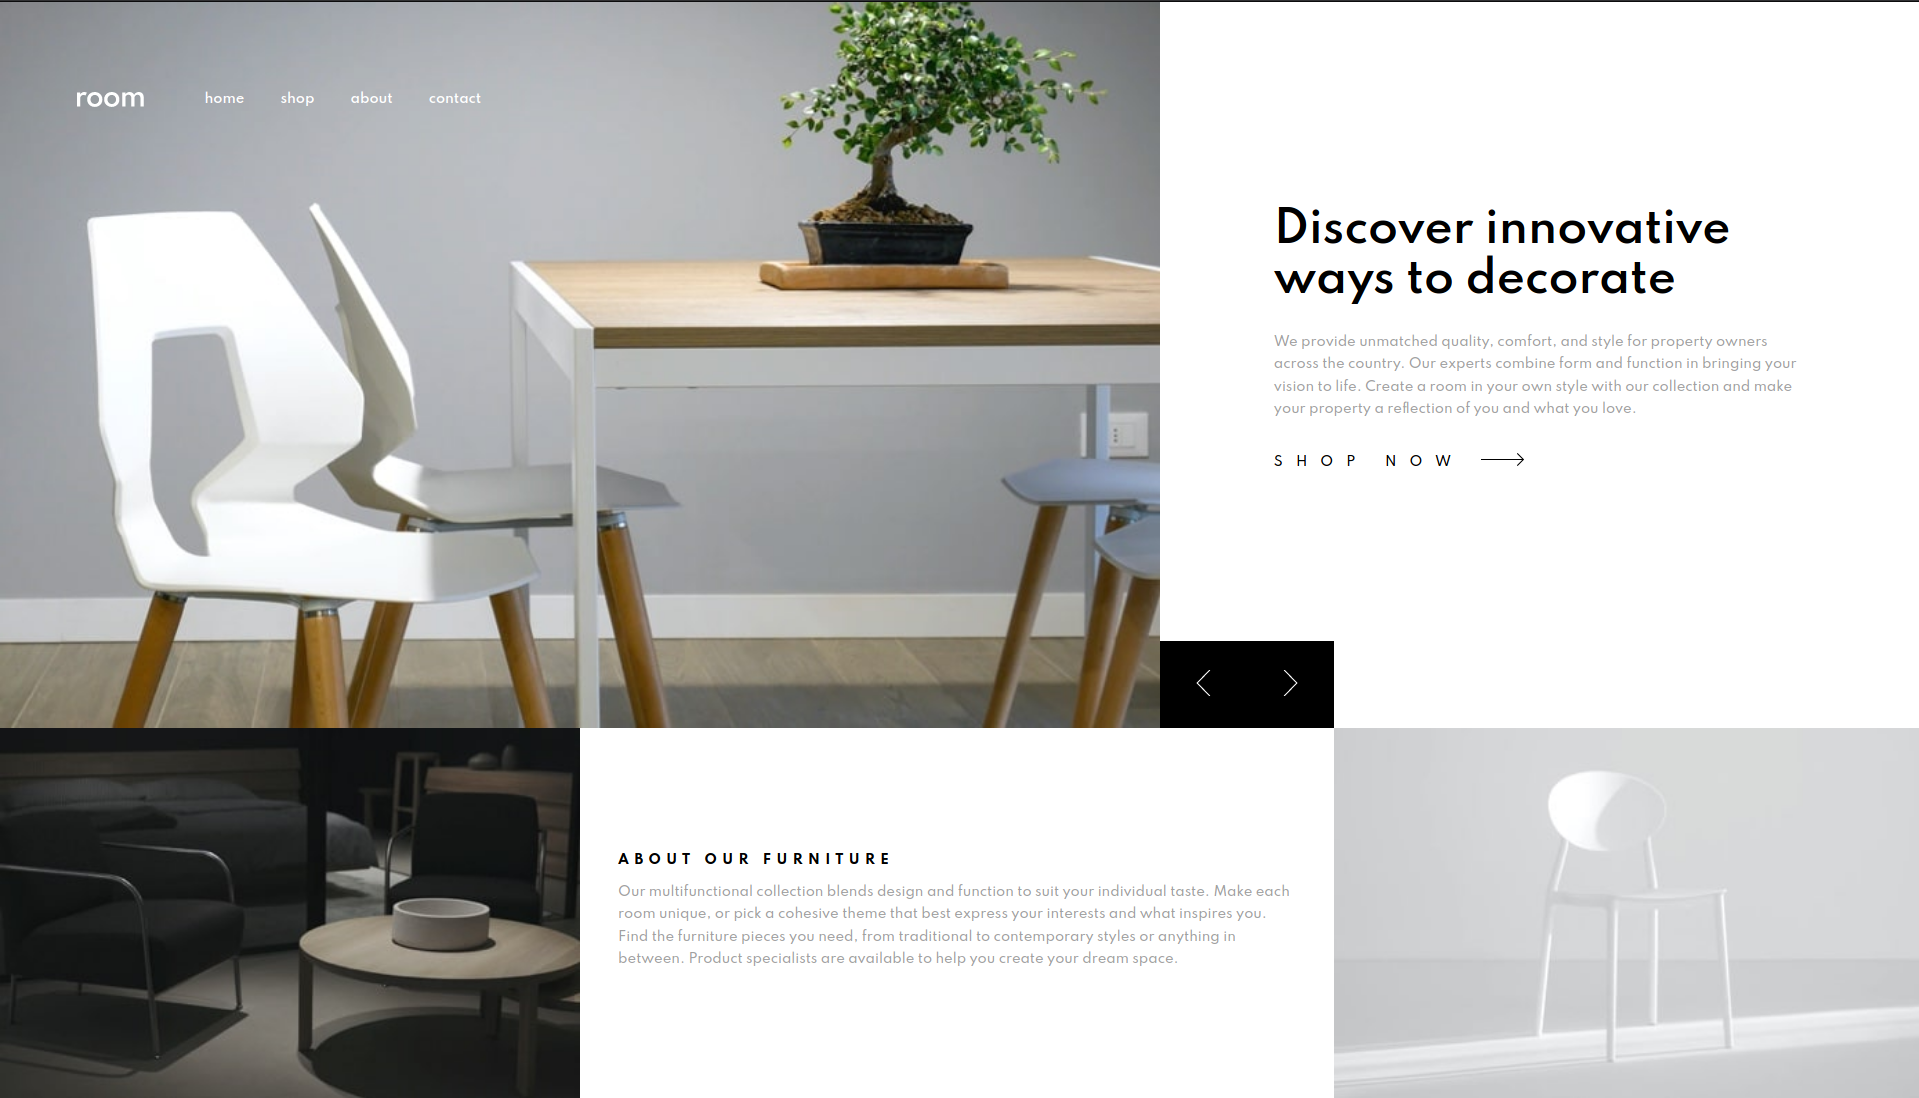 room
home
shop
about
contact
Discover innovative
ways to decorate
We provide unmatched quality, comfort, and style for property owners
across the country. Our experts combine form and function in bringing your
vision to life. Create a room in your own style with our collection and make
your property a reflection of you and what you love.
SHOP NOW
ABOUT OUR FURNITURE
Our multifunctional collection blends design and function to suit your individual taste. Make each
room unique, or pick a cohesive theme that best express your interests and what inspires you.
Find the furniture pieces you need, from traditional to contemporary styles or anything in
between. Product specialists are available to help you create your dream space.